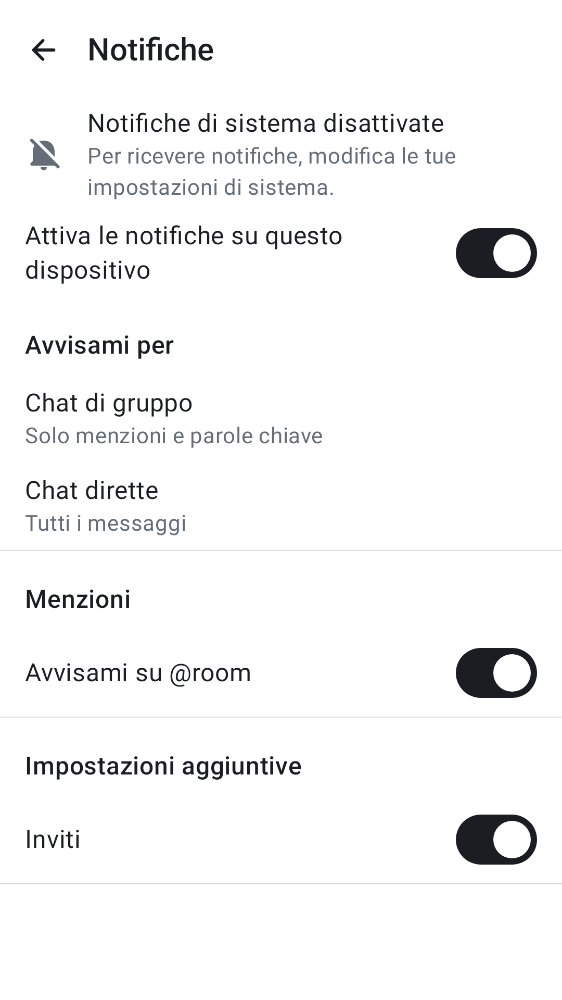 Notifiche
Notifiche di sistema disattivate
Per ricevere notifiche, modifica le tue
impostazioni di sistema.
Attiva le notifiche su questo
dispositivo
Avvisami per
Chat di gruppo
Solo menzioni e parole chiave
Chat dirette
Tutti i messaggi
Menzioni
Avvisami su @room
Impostazioni aggiuntive
Inviti